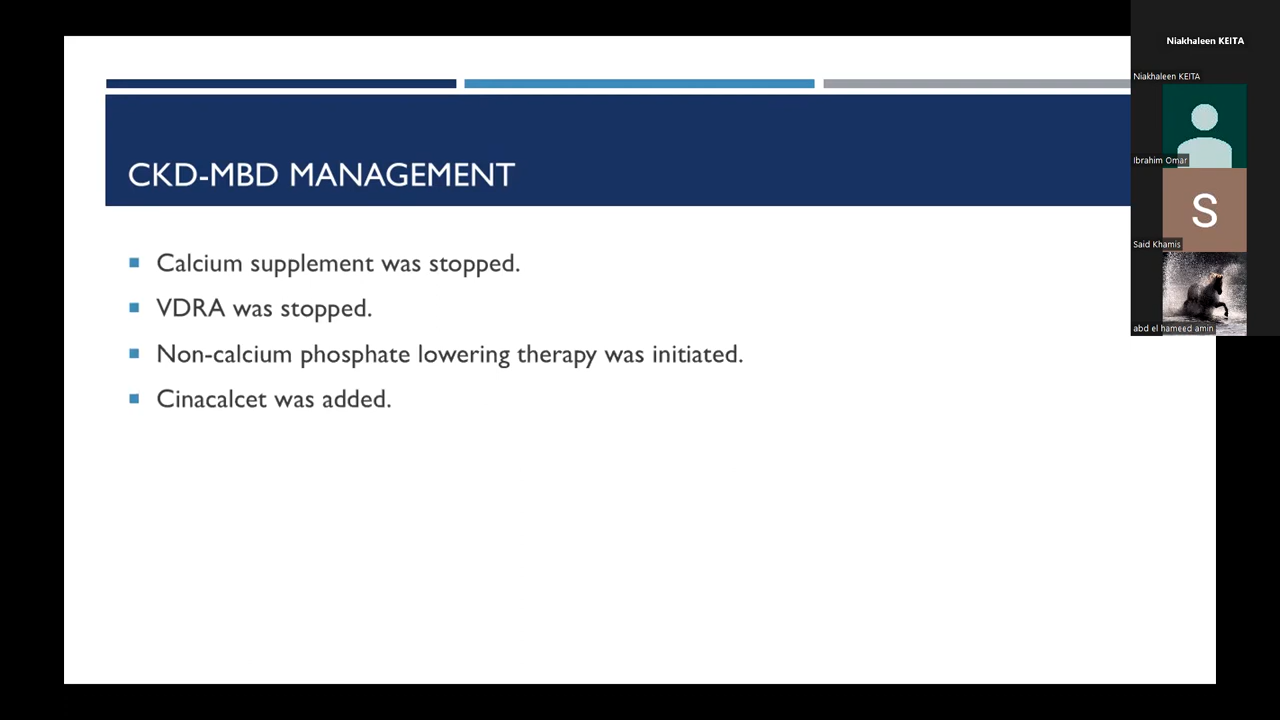 CKD-MBD MANAGEMENT
Calcium supplement was stopped.
VDRA was stopped.
Non-calcium phosphate lowering therapy was initiated.
Cinacalcet was added.
Niakhaleen KEITA
Niakhaleen KEITA
Ibrahim Omar
S
Said Khamis
abd el hameed amin